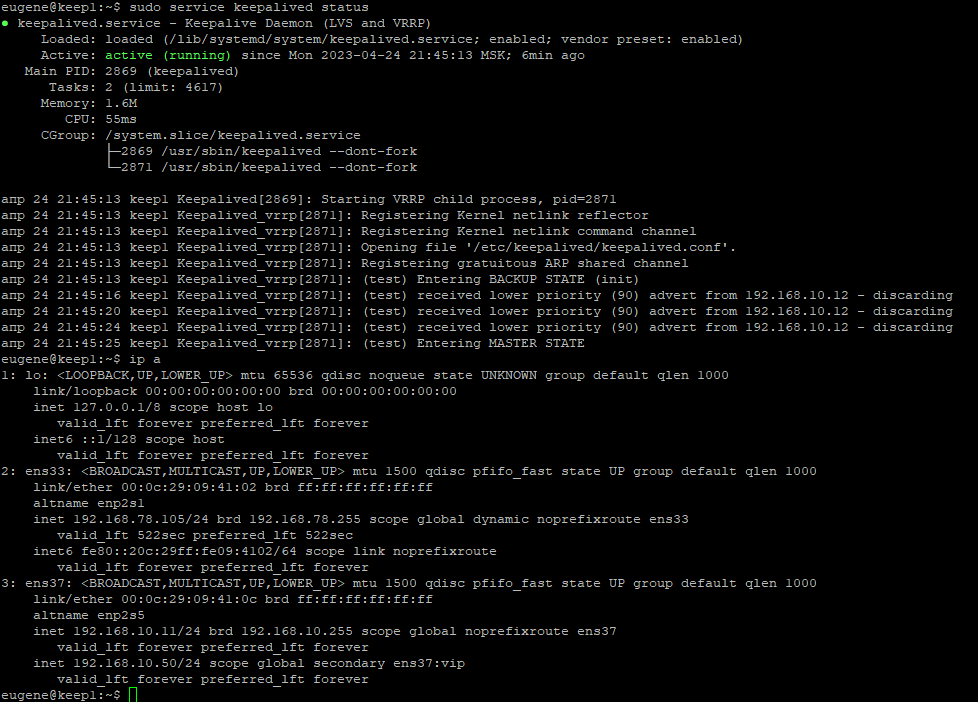 eugene@keep1:~$ sudo service keepalived status
● keepalived.service - Keepalive Daemon (LVS and VRRP)
Loaded: loaded (/lib/systemd/system/keepalived.service; enabled; vendor preset: enabled)
Active: active (running) since Mon 2023-04-24 21:45:13 MSK; 6min ago
Main PID: 2869 (keepalived)
Tasks: 2 (limit: 4617)
Memory: 1.6M
CPU: 55ms
CGroup: /system.slice/keepalived.service
├─2869 /usr/sbin/keepalived --dont-fork
└─2871 /usr/sbin/keepalived --dont-fork
апр 24 21:45:13 keep1 Keepalived[2869]: Starting VRRP child process, pid=2871
апр 24 21:45:13 keep1 Keepalived_vrrp[2871]: Registering Kernel netlink reflector
апр 24 21:45:13 keep1 Keepalived_vrrp[2871]: Registering Kernel netlink command channel
апр 24 21:45:13 keep1 Keepalived_vrrp[2871]: Opening file '/etc/keepalived/keepalived.conf'.
апр 24 21:45:13 keep1 Keepalived_vrrp[2871]: Registering gratuitous ARP shared channel
апр 24 21:45:13 keep1 Keepalived_vrrp[2871]: (test) Entering BACKUP STATE (init)
апр 24 21:45:16 keep1 Keepalived_vrrp[2871]: (test) received lower priority (90) advert from 192.168.10.12 - discarding
апр 24 21:45:20 keep1 Keepalived_vrrp[2871]: (test) received lower priority (90) advert from 192.168.10.12 - discarding
апр 24 21:45:24 keep1 Keepalived_vrrp[2871]: (test) received lower priority (90) advert from 192.168.10.12 - discarding
апр 24 21:45:25 keep1 Keepalived_vrrp[2871]: (test) Entering MASTER STATE
eugene@keep1:~$ ip a
1: lo: <LOOPBACK,UP,LOWER_UP> mtu 65536 qdisc noqueue state UNKNOWN group default qlen 1000
link/loopback 00:00:00:00:00:00 brd 00:00:00:00:00:00
inet 127.0.0.1/8 scope host lo
valid_lft forever preferred_lft forever
inet6 ::1/128 scope host
valid_lft forever preferred_lft forever
2: ens33: <BROADCAST,MULTICAST,UP,LOWER_UP> mtu 1500 qdisc pfifo_fast state UP group default qlen 1000
link/ether 00:0c:29:09:41:02 brd ff:ff:ff:ff:ff:ff
altname enp2s1
inet 192.168.78.105/24 brd 192.168.78.255 scope global dynamic noprefixroute ens33
valid_lft 522sec preferred_lft 522sec
inet6 fe80::20c:29ff:fe09:4102/64 scope link noprefixroute
valid_lft forever preferred_lft forever
3: ens37: <BROADCAST,MULTICAST,UP,LOWER_UP> mtu 1500 qdisc pfifo_fast state UP group default qlen 1000
link/ether 00:0c:29:09:41:0c brd ff:ff:ff:ff:ff:ff
altname enp2s5
inet 192.168.10.11/24 brd 192.168.10.255 scope global noprefixroute ens37
valid_lft forever preferred_lft forever
inet 192.168.10.50/24 scope global secondary ens37:vip
valid_lft forever preferred_lft forever
eugene@keep1:~$